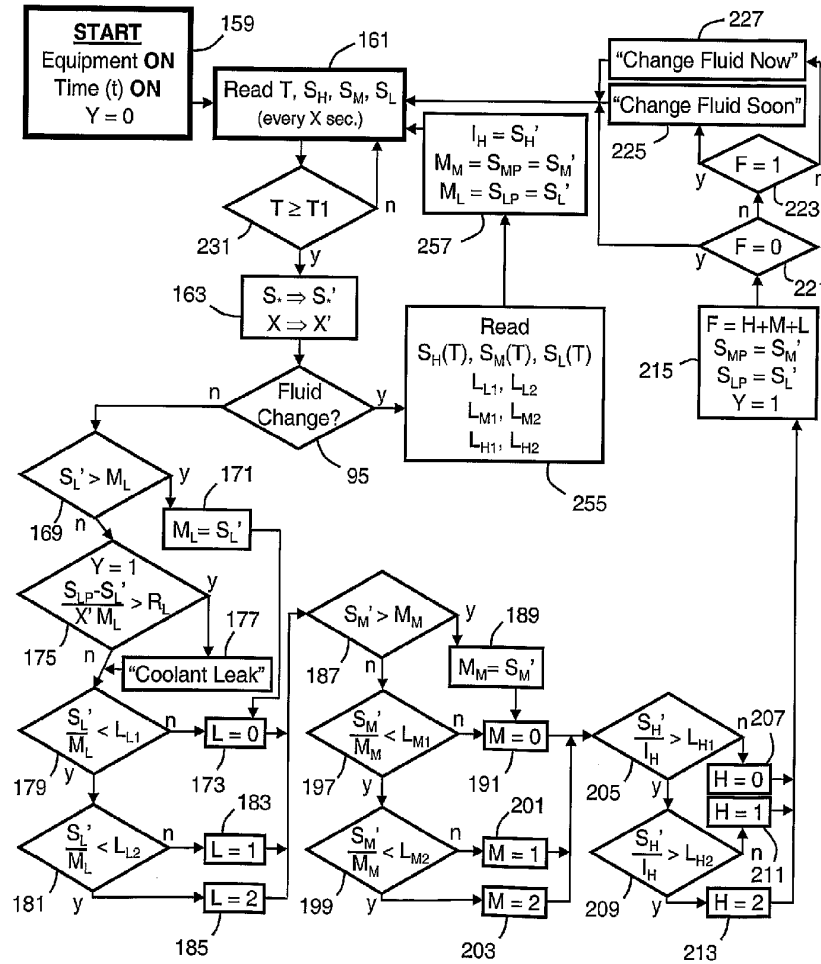 START
Equipment ON
Time (t) ON
Y = 0
159
161
Read T, S_H, S_M, S_L
(every X sec.)
T ≥ T1
n
y
231
163
S* ⇒ S*'
X ⇒ X'
Fluid
Change?
n
y
95
Read
S_H(T), S_M(T), S_L(T)
L_L1, L_L2
L_M1, L_M2
L_H1, L_H2
255
I_H = S_H'
M_M = S_MP = S_M'
M_L = S_LP = S_L'
257
227
"Change Fluid Now"
"Change Fluid Soon"
225
F = 1
y
223
n
F = 0
y
215
F = H+M+L
S_MP = S_M'
S_LP = S_L'
Y = 1
S_L' > M_L
y
n
169
171
M_L = S_L'
Y = 1
S_LP-S_L'
X' M_L
> R_L
y
n
175
177
"Coolant Leak"
S_L'
M_L
< L_L1
n
y
179
L = 0
173
S_L'
M_L
< L_L2
n
y
181
183
L = 1
L = 2
185
S_M' > M_M
y
n
187
189
M_M = S_M'
S_M'
M_M
< L_M1
n
y
197
M = 0
191
S_M'
M_M
< L_M2
n
y
199
201
M = 1
M = 2
203
S_H'
I_H
> L_H1
n
y
205
207
H = 0
H = 1
211
S_H'
I_H
> L_H2
n
y
209
H = 2
213